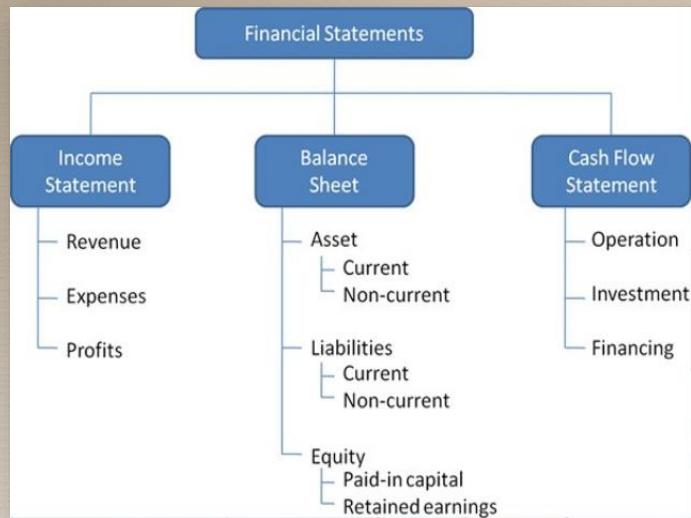 Financial Statements
Income
Statement
Revenue
Expenses
Profits
Balance
Sheet
Asset
Current
Non-current
Liabilities
Current
Non-current
Equity
Paid-in capital
Retained earnings
Cash Flow
Statement
Operation
Investment
Financing